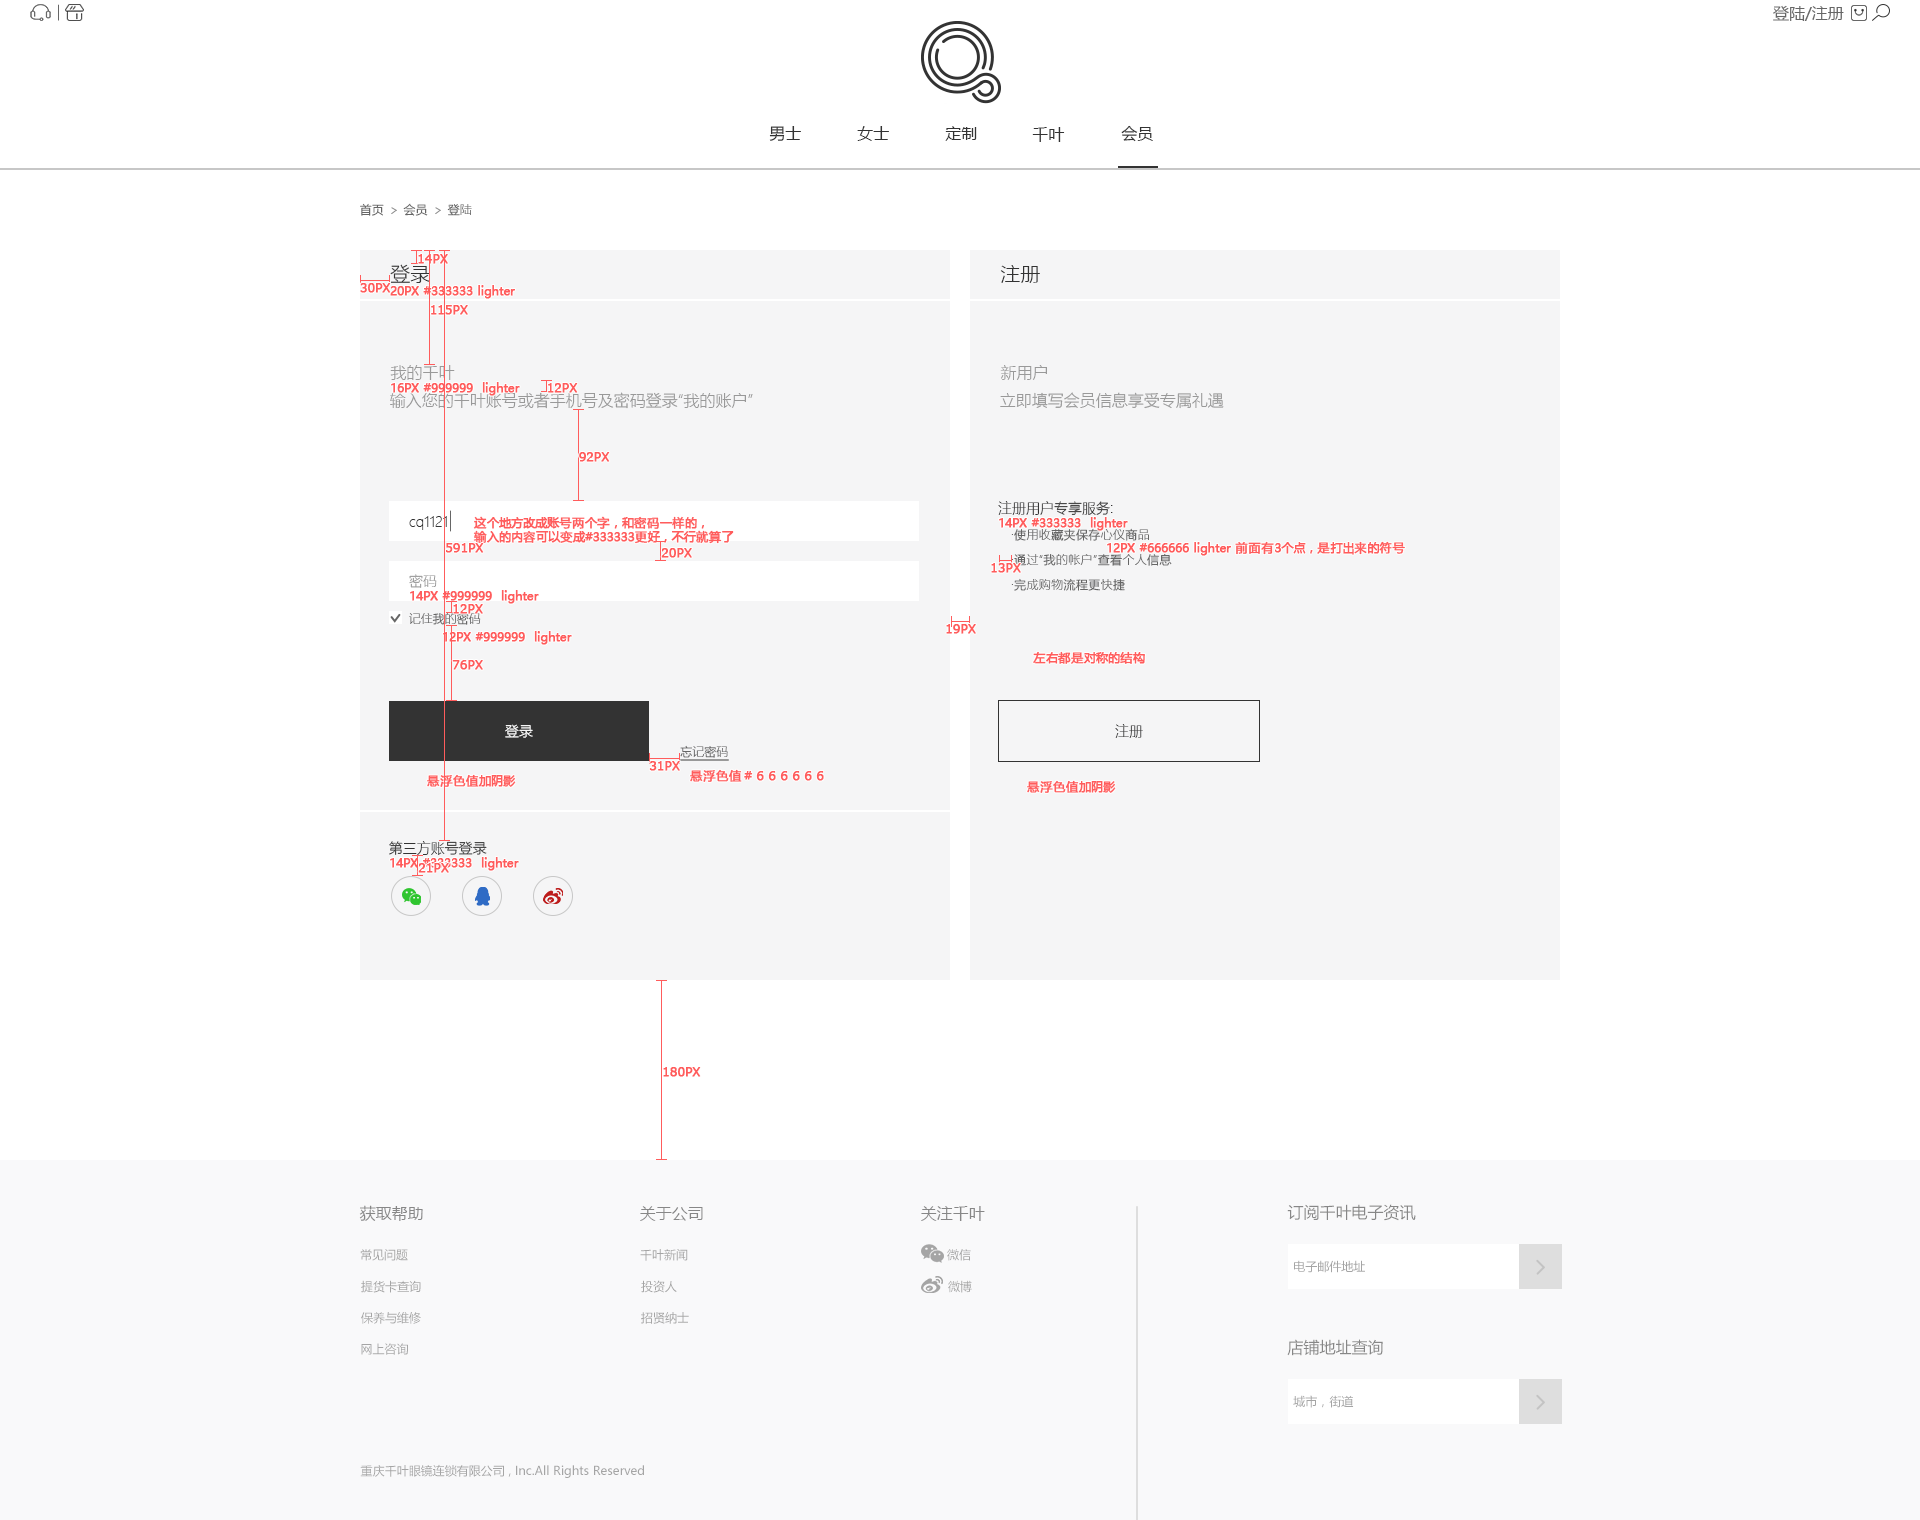 登陆/注册
男士
女士
定制
千叶
会员
首页 > 会员 > 登陆
14PX
登录
30PX
20PX #333333 lighter
115PX
我的千叶
16PX #999999 lighter
12PX
输入您的千叶账号或者手机号及密码登录“我的账户”
92PX
cq1121
这个地方改成账号两个字，和密码一样的，
输入的内容可以变成#333333更好，不行就算了
591PX
20PX
密码
14PX #999999 lighter
12PX
记住我的密码
12PX #999999 lighter
76PX
登录
忘记密码
31PX
悬浮色值#666666
悬浮色值加阴影
第三方账号登录
14PX #333333 lighter
21PX
19PX
注册
新用户
立即填写会员信息享受专属礼遇
注册用户专享服务:
14PX #333333 lighter
·使用收藏夹保存心仪商品
12PX #666666 lighter 前面有3个点，是打出来的符号
·通过“我的帐户”查看个人信息
13PX
·完成购物流程更快捷
左右都是对称的结构
注册
悬浮色值加阴影
180PX
获取帮助
常见问题
提货卡查询
保养与维修
网上咨询
关于公司
千叶新闻
投资人
招贤纳士
关注千叶
微信
微博
订阅千叶电子资讯
电子邮件地址
店铺地址查询
城市，街道
重庆千叶眼镜连锁有限公司 , Inc.All Rights Reserved